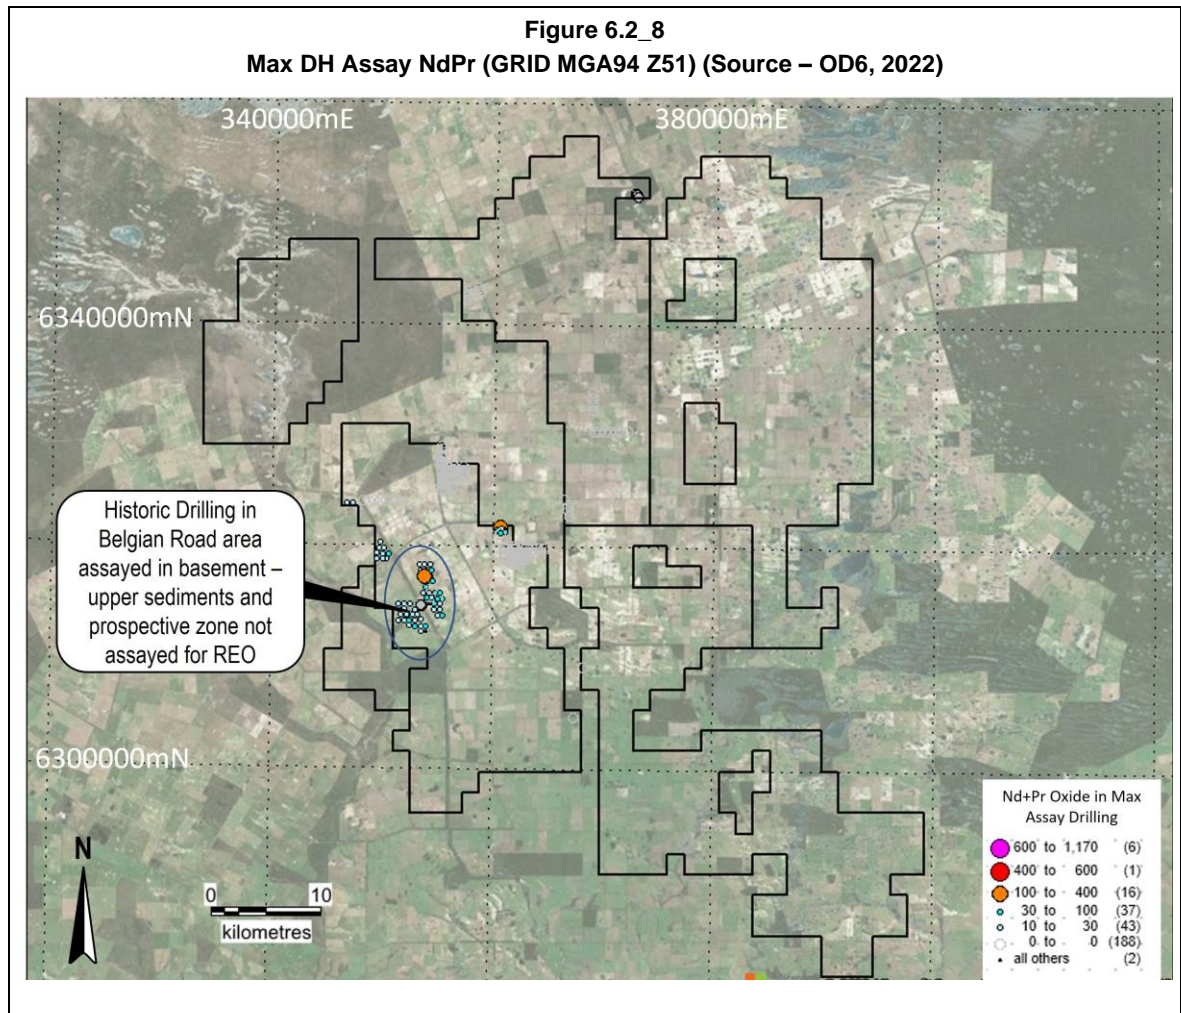 Figure 6.2_8
Max DH Assay NdPr (GRID MGA94 Z51) (Source – OD6, 2022)
340000mE
380000mE
6340000mN
Historic Drilling in
Belgian Road area
assayed in basement –
upper sediments and
prospective zone not
assayed for REO
6300000mN
N
0 10
kilometres
Nd+Pr Oxide in Max
Assay Drilling
600 to 1,170 (6)
400 to 600 (1)
100 to 400 (16)
30 to 100 (37)
10 to 30 (43)
0 to 0 (188)
all others (2)